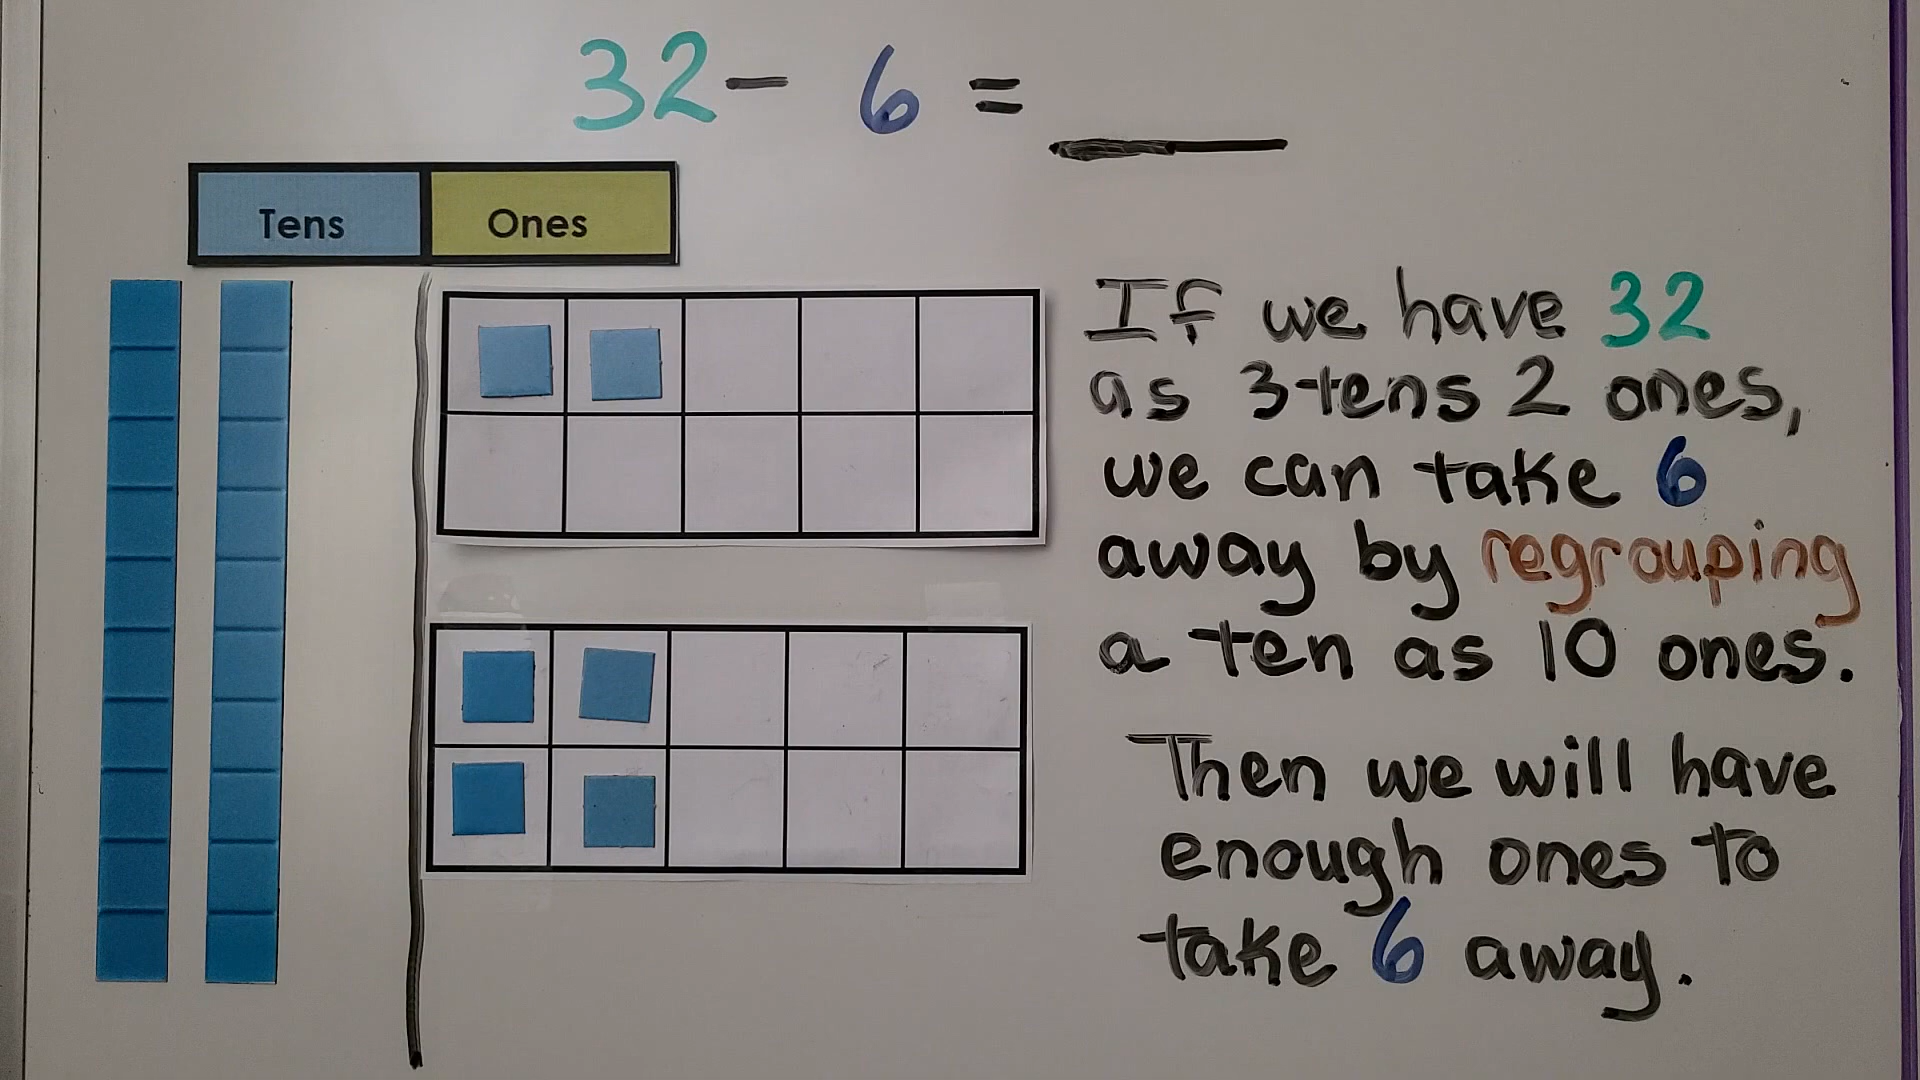 32 - 6 = ___
Tens Ones
If we have 32
as 3 tens 2 ones,
we can take 6
away by regrouping
a ten as 10 ones.
Then we will have
enough ones to
take 6 away.